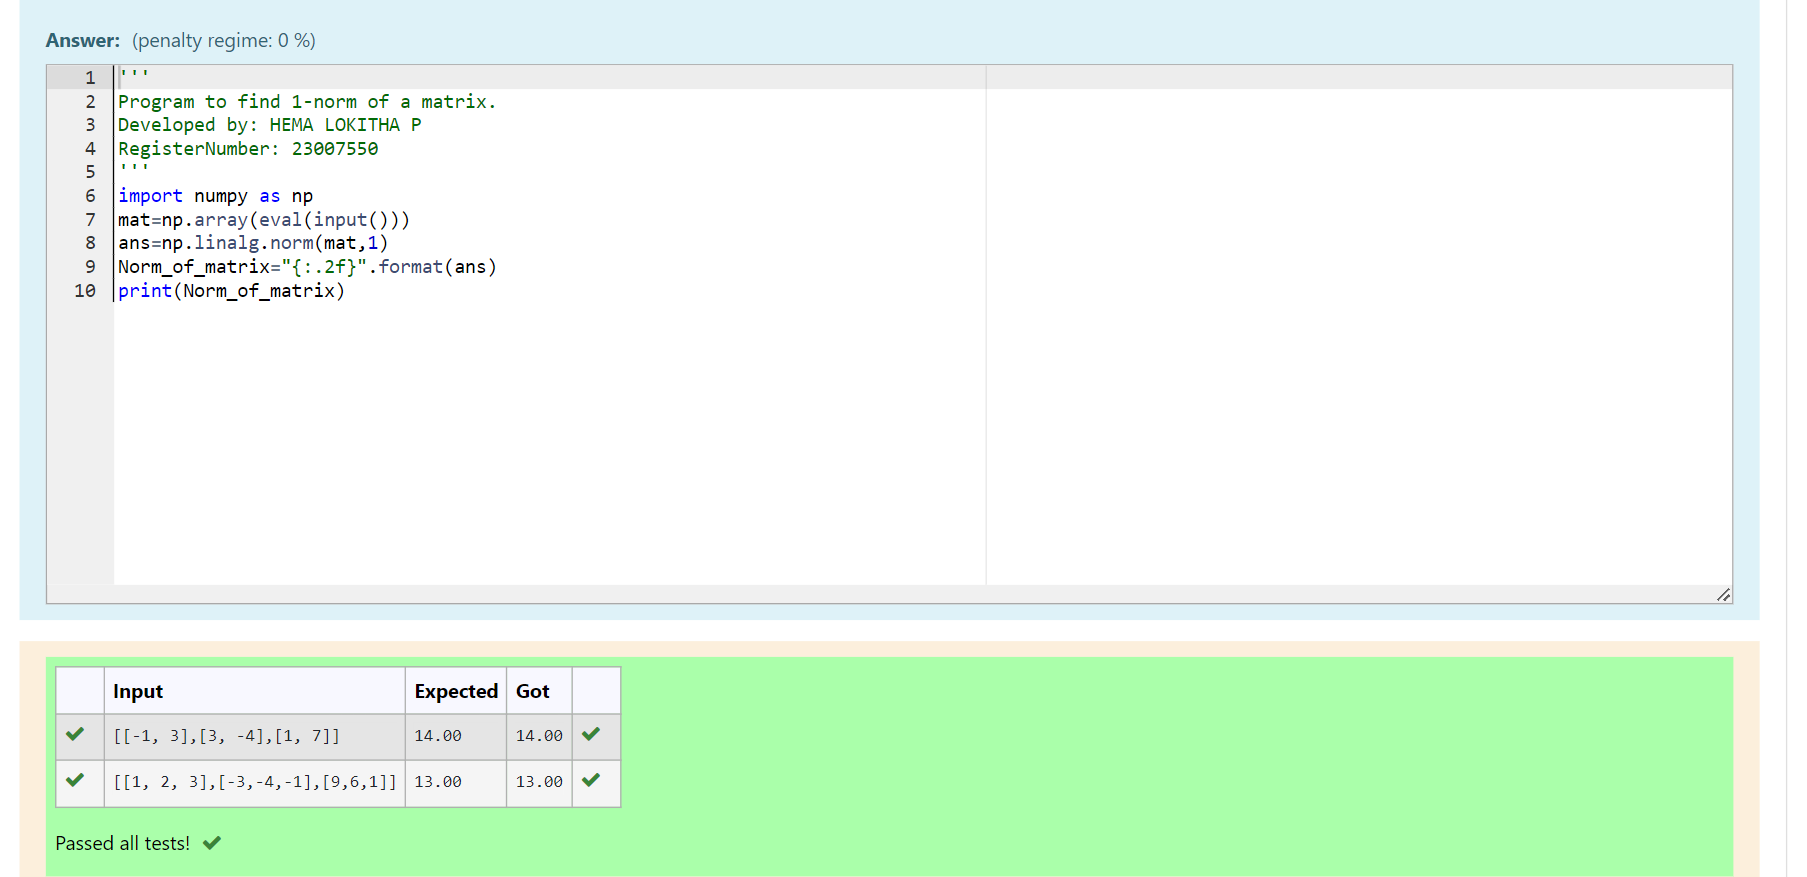 Answer: (penalty regime: 0 %)
1 '''
2 Program to find 1-norm of a matrix.
3 Developed by: HEMA LOKITHA P
4 RegisterNumber: 23007550
5 '''
6 import numpy as np
7 mat=np.array(eval(input()))
8 ans=np.linalg.norm(mat,1)
9 Norm_of_matrix="{:.2f}".format(ans)
10 print(Norm_of_matrix)
Input Expected Got
[[-1, 3],[3, -4],[1, 7]] 14.00 14.00
[[1, 2, 3],[-3,-4,-1],[9,6,1]] 13.00 13.00
Passed all tests!